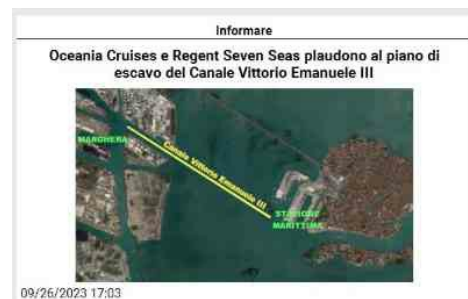 Informare
Oceania Cruises e Regent Seven Seas plaudono al piano di
escavo del Canale Vittorio Emanuele III
MARGHERA
Canale Vittorio Emanuele III
STAZIONE
MARITTIMA
09/26/2023 17:03